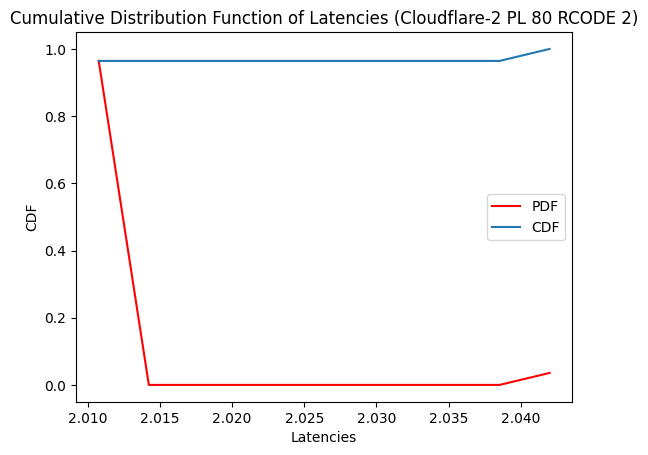 Cumulative Distribution Function of Latencies (Cloudflare-2 PL 80 RCODE 2)
1.0
0.8
0.6
0.4
0.2
0.0
CDF
PDF
CDF
2.010 2.015 2.020 2.025 2.030 2.035 2.040
Latencies